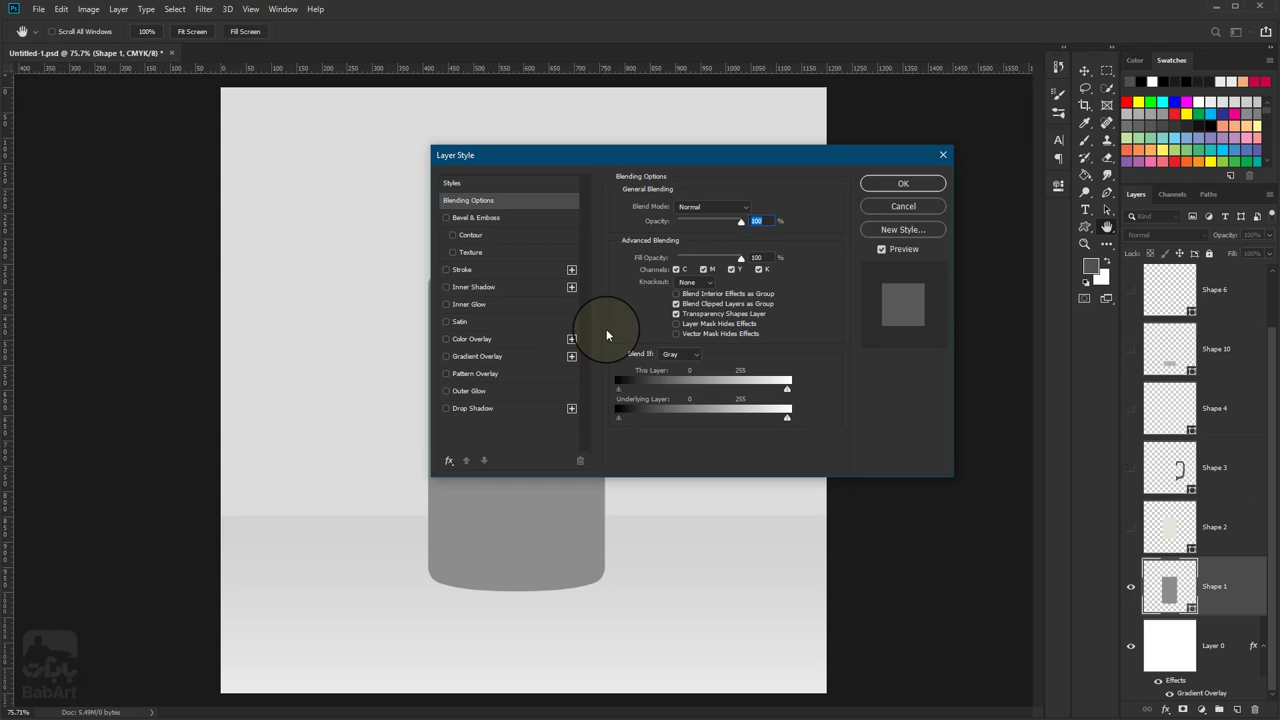 Ps File Edit Image Layer Type Select Filter 3D View Window Help
Scroll All Windows 100% Fit Screen Fill Screen
Untitled-1.psd @ 75.7% (Shape 1, CMYK/8) *
Color Swatches
Layer Style
Styles
Blending Options
Bevel & Emboss
Contour
Texture
Stroke
Inner Shadow
Inner Glow
Satin
Color Overlay
Gradient Overlay
Pattern Overlay
Outer Glow
Drop Shadow
fx
Blending Options
General Blending
Blend Mode: Normal
Opacity: 100 %
Advanced Blending
Fill Opacity: 100 %
Channels: C M Y K
Knockout: None
Blend Interior Effects as Group
Blend Clipped Layers as Group
Transparency Shapes Layer
Layer Mask Hides Effects
Vector Mask Hides Effects
Blend If: Gray
This Layer: 0 255
Underlying Layer: 0 255
OK
Cancel
New Style...
Preview
Layers Channels Paths
Kind
Normal Opacity: 100%
Lock: Fill: 100%
Shape 6
Shape 10
Shape 4
Shape 3
Shape 2
Shape 1
Layer 0 fx
Effects
Gradient Overlay
باب‌آرت
BabArt
75.71% Doc: 5.49M/0 bytes